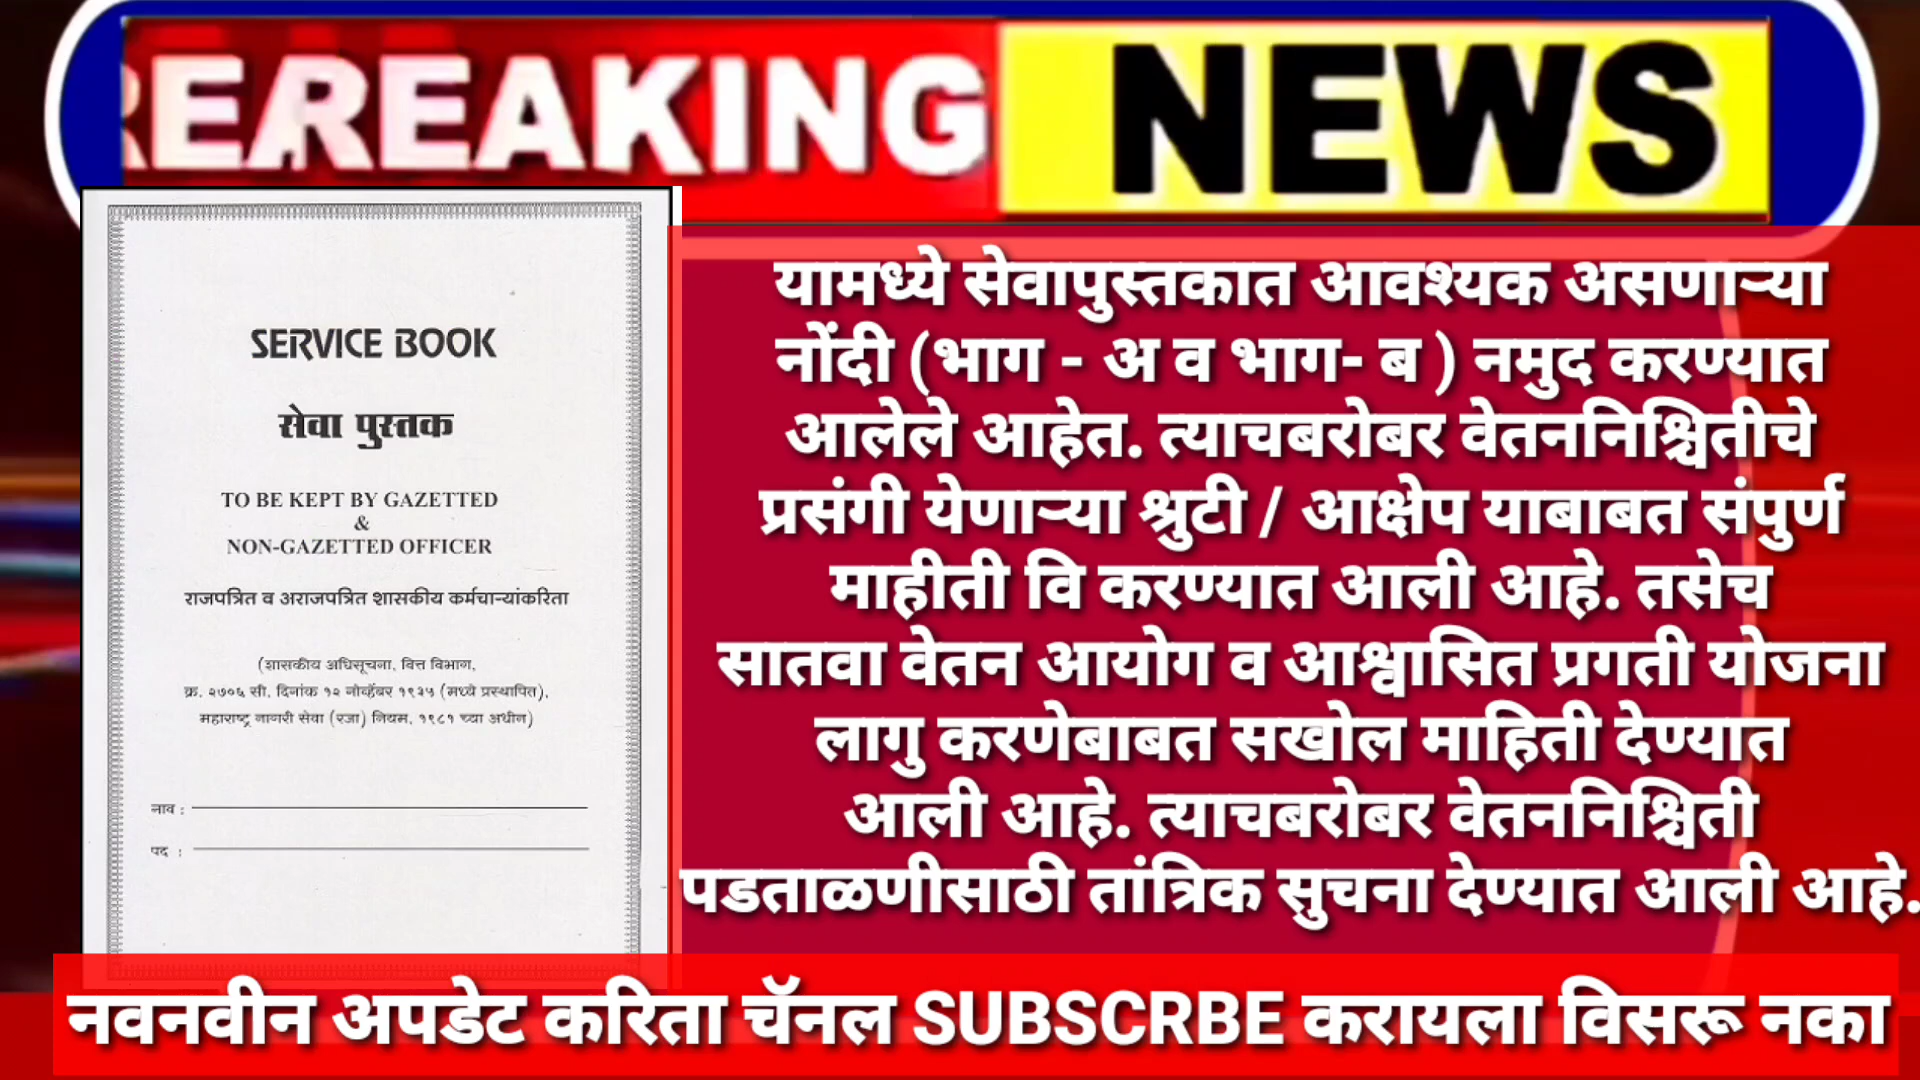 REAREAKING NEWS
SERVICE BOOK
सेवा पुस्तक
TO BE KEPT BY GAZETTED
&
NON-GAZETTED OFFICER
राजपत्रित व अराजपत्रित शासकीय कर्मचाऱ्यांकरिता
(शासकीय अधिसूचना, वित्त विभाग,
क्र. २७०६ सी, दिनांक १२ नोव्हेंबर १९३५ (मध्ये प्रस्थापित),
महाराष्ट्र नागरी सेवा (रजा) नियम, १९८१ च्या अधीन)
नाव :
पद :
यामध्ये सेवापुस्तकात आवश्यक असणाऱ्या
नोंदी (भाग - अ व भाग- ब ) नमुद करण्यात
आलेले आहेत. त्याचबरोबर वेतननिश्चितीचे
प्रसंगी येणाऱ्या श्रुटी / आक्षेप याबाबत संपुर्ण
माहीती वि करण्यात आली आहे. तसेच
सातवा वेतन आयोग व आश्वासित प्रगती योजना
लागु करणेबाबत सखोल माहिती देण्यात
आली आहे. त्याचबरोबर वेतननिश्चिती
पडताळणीसाठी तांत्रिक सुचना देण्यात आली आहे.
नवनवीन अपडेट करिता चॅनल SUBSCRBE करायला विसरू नका